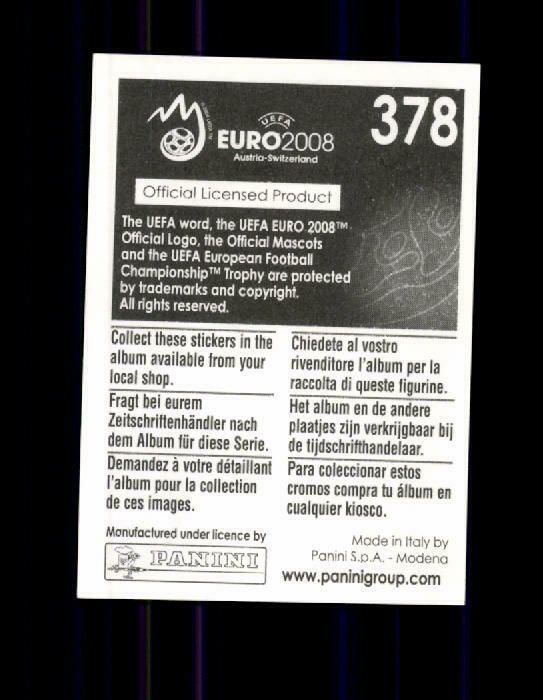 378
UEFA
EURO2008
Austria-Switzerland
Official Licensed Product
The UEFA word, the UEFA EURO 2008™
Official Logo, the Official Mascots
and the UEFA European Football
Championship™ Trophy are protected
by trademarks and copyright.
All rights reserved.
Collect these stickers in the
album available from your
local shop.
Fragt bei eurem
Zeitschriftenhändler nach
dem Album für diese Serie.
Demandez à votre détaillant
l'album pour la collection
de ces images.
Chiedete al vostro
rivenditore l'album per la
raccolta di queste figurine.
Het album en de andere
plaatjes zijn verkrijgbaar bij
de tijdschrifthandelaar.
Para coleccionar estos
cromos compra tu álbum en
cualquier kiosco.
Manufactured under licence by
PANINI
Made in Italy by
Panini S.p.A. - Modena
www.paninigroup.com